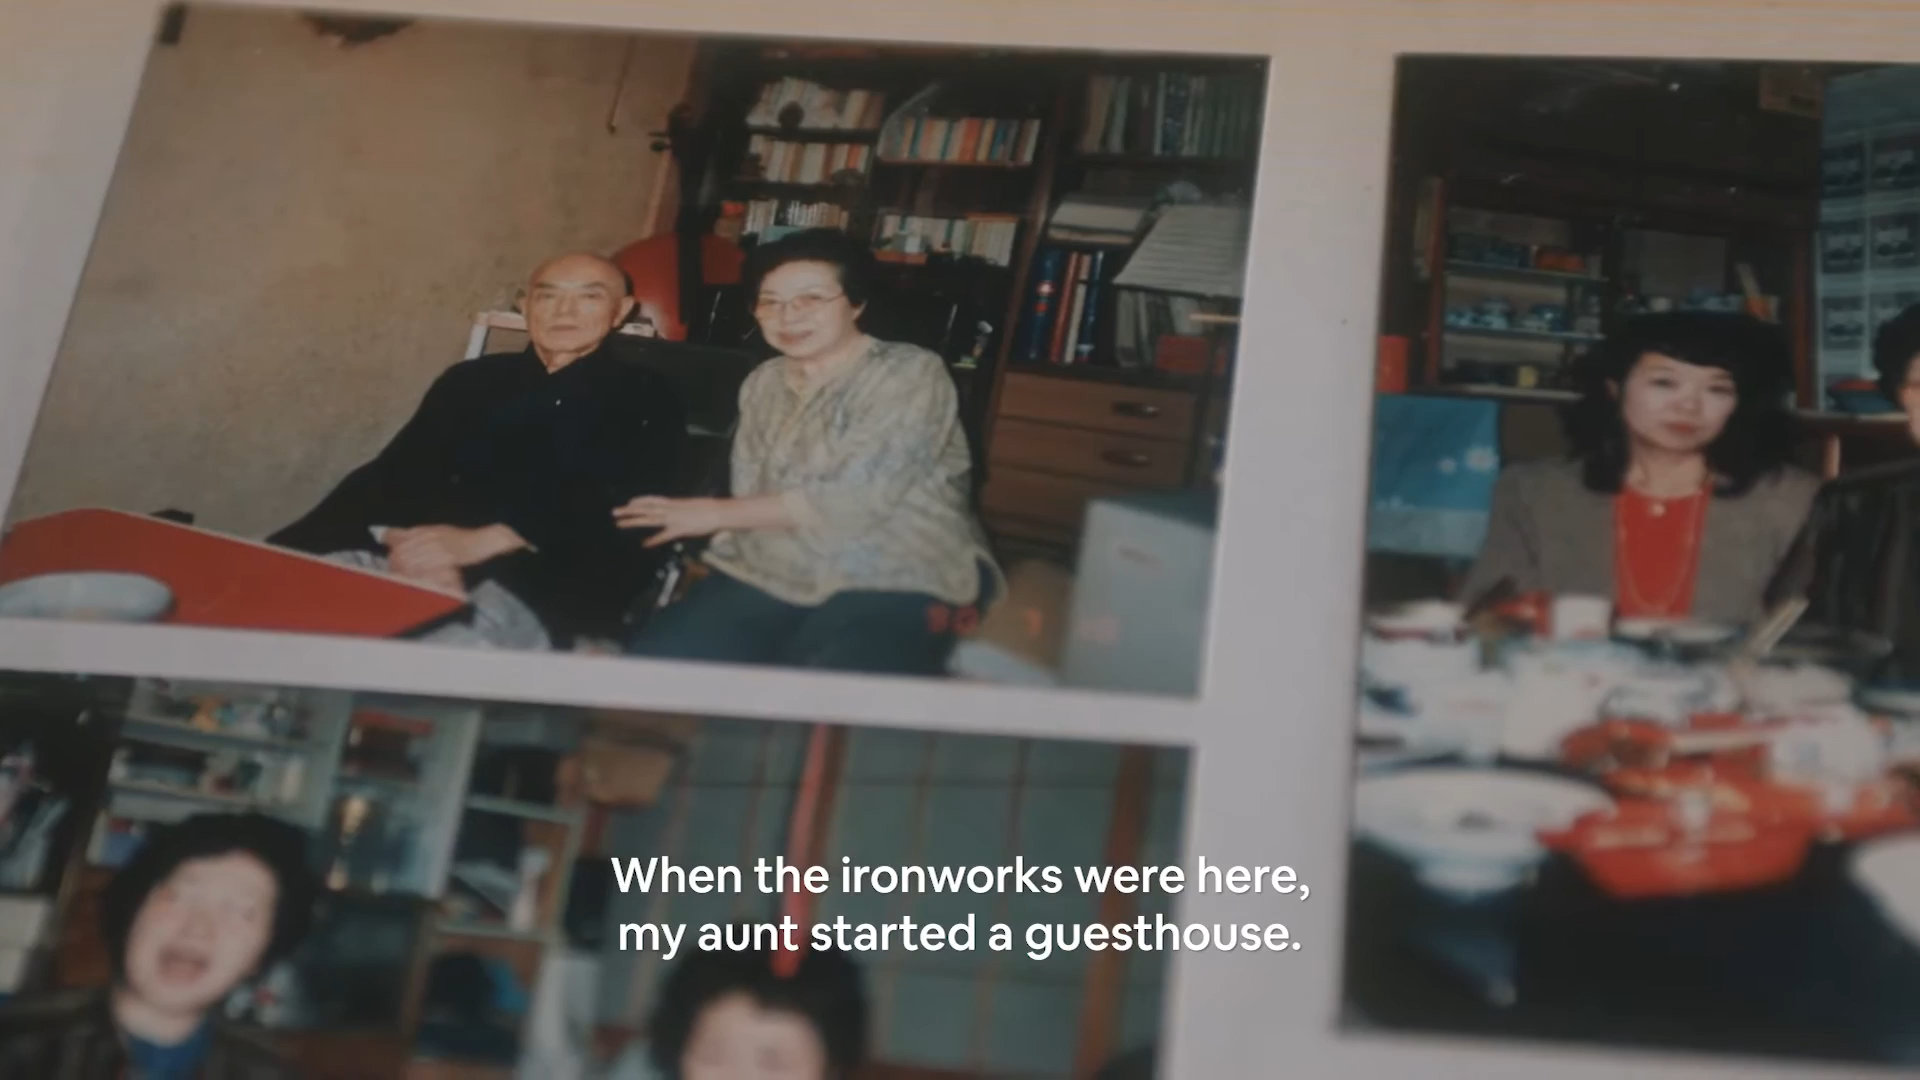 When the ironworks were here,
my aunt started a guesthouse.